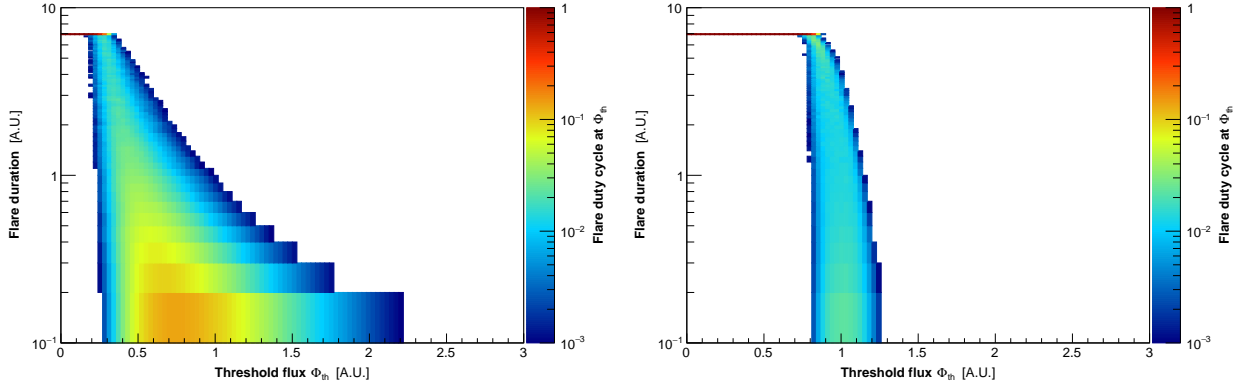 10
1
10⁻¹
Flare duration [A.U.]
0 0.5 1 1.5 2 2.5 3
Threshold flux Φth [A.U.]
1
10⁻¹
10⁻²
10⁻³
Flare duty cycle at Φth
10
1
10⁻¹
Flare duration [A.U.]
0 0.5 1 1.5 2 2.5 3
Threshold flux Φth [A.U.]
1
10⁻¹
10⁻²
10⁻³
Flare duty cycle at Φth